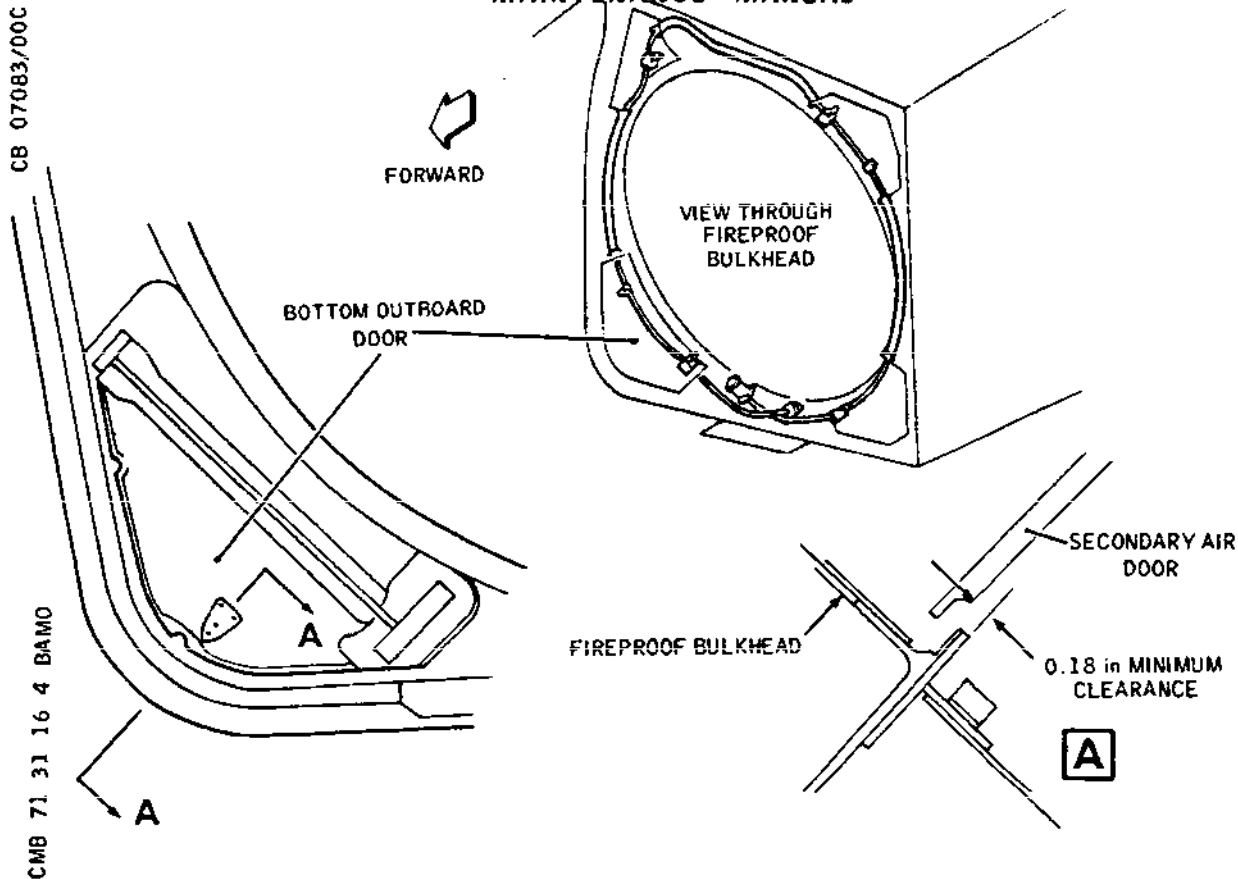 CB 07083/00C
FORWARD
VIEW THROUGH
FIREPROOF
BULKHEAD
BOTTOM OUTBOARD
DOOR
SECONDARY AIR
DOOR
FIREPROOF BULKHEAD
0.18 in MINIMUM
CLEARANCE
A
A
A
CMB 71 31 16 4 BAMO